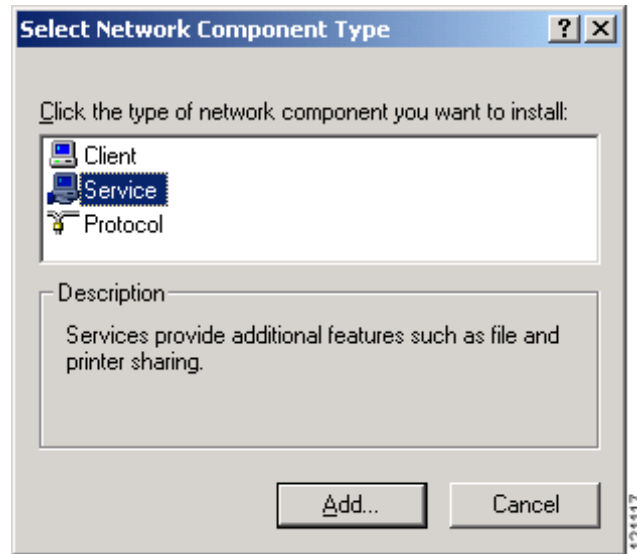 Select Network Component Type
Click the type of network component you want to install:
Client
Service
Protocol
Description
Services provide additional features such as file and
printer sharing.
Add...
Cancel